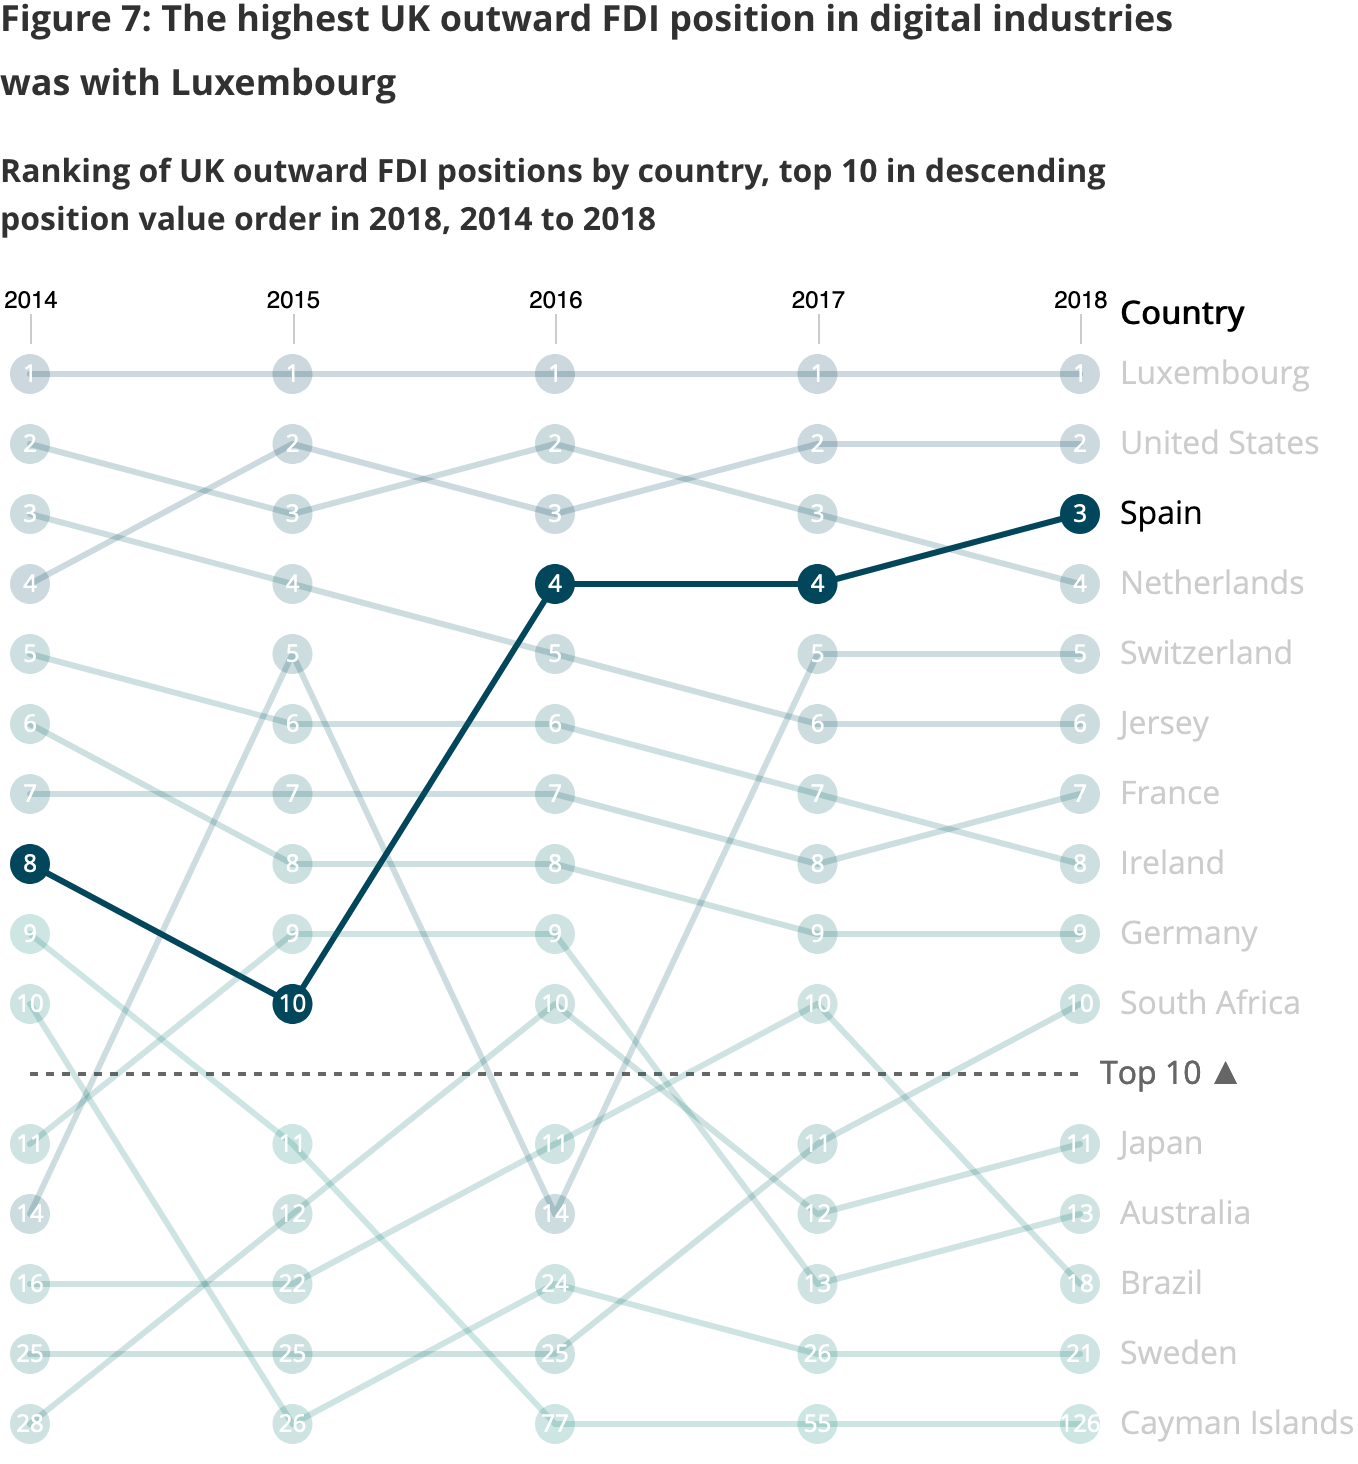 Figure 7: The highest UK outward FDI position in digital industries
was with Luxembourg
Ranking of UK outward FDI positions by country, top 10 in descending
position value order in 2018, 2014 to 2018
2014 2015 2016 2017 2018 Country
1 1 1 1 1 Luxembourg
2 2 2 2 2 United States
3 3 3 3 3 Spain
4 4 4 4 4 Netherlands
5 5 5 5 5 Switzerland
6 6 6 6 6 Jersey
7 7 7 7 7 France
8 8 8 8 8 Ireland
9 9 9 9 9 Germany
10 10 10 10 10 South Africa
Top 10 ▲
11 11 11 11 11 Japan
14 12 14 12 13 Australia
16 22 24 13 18 Brazil
25 25 25 26 21 Sweden
28 26 77 55 126 Cayman Islands